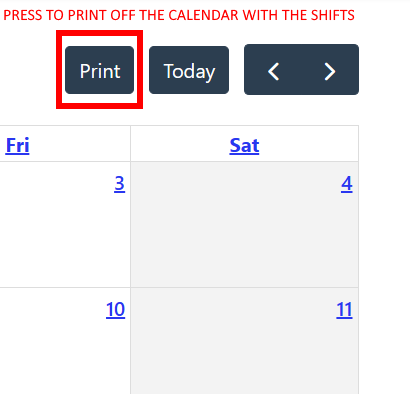 PRESS TO PRINT OFF THE CALENDAR WITH THE SHIFTS
Print Today
Fri Sat
3 4
10 11